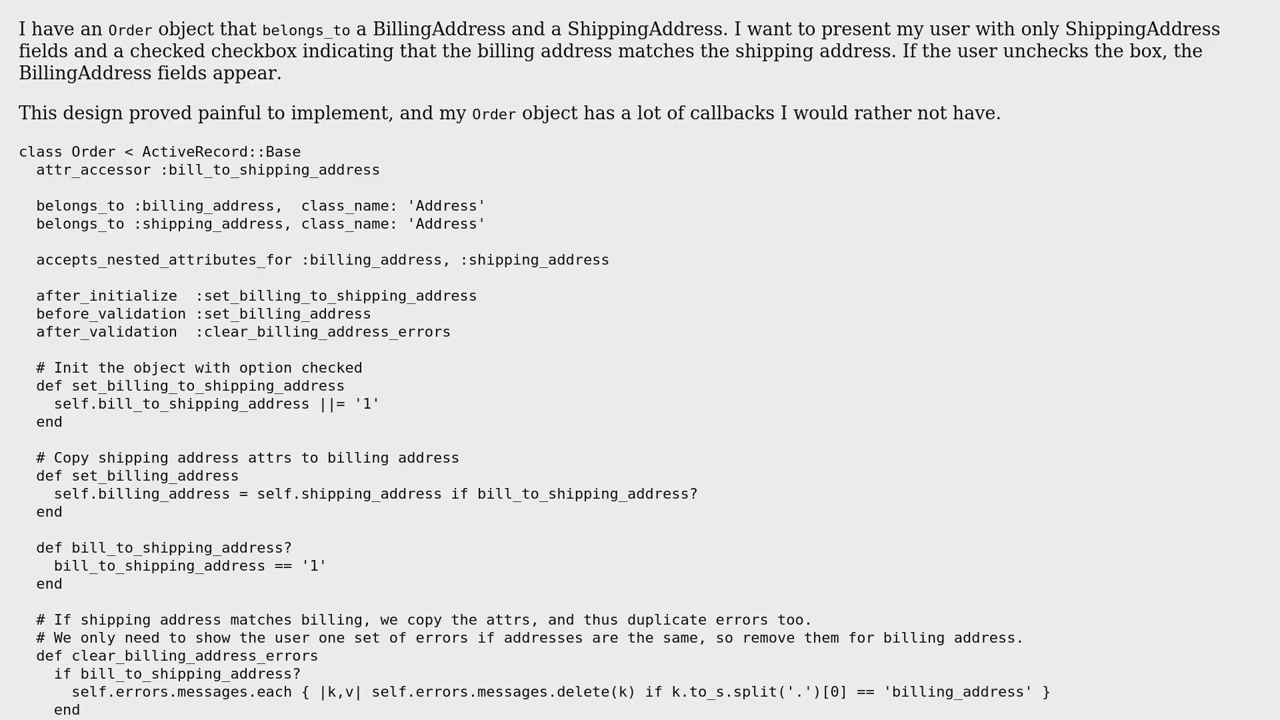 I have an Order object that belongs_to a BillingAddress and a ShippingAddress. I want to present my user with only ShippingAddress
fields and a checked checkbox indicating that the billing address matches the shipping address. If the user unchecks the box, the
BillingAddress fields appear.
This design proved painful to implement, and my Order object has a lot of callbacks I would rather not have.
class Order < ActiveRecord::Base
  attr_accessor :bill_to_shipping_address
  belongs_to :billing_address,  class_name: 'Address'
  belongs_to :shipping_address, class_name: 'Address'
  accepts_nested_attributes_for :billing_address, :shipping_address
  after_initialize  :set_billing_to_shipping_address
  before_validation :set_billing_address
  after_validation  :clear_billing_address_errors
  # Init the object with option checked
  def set_billing_to_shipping_address
    self.bill_to_shipping_address ||= '1'
  end
  # Copy shipping address attrs to billing address
  def set_billing_address
    self.billing_address = self.shipping_address if bill_to_shipping_address?
  end
  def bill_to_shipping_address?
    bill_to_shipping_address == '1'
  end
  # If shipping address matches billing, we copy the attrs, and thus duplicate errors too.
  # We only need to show the user one set of errors if addresses are the same, so remove them for billing address.
  def clear_billing_address_errors
    if bill_to_shipping_address?
      self.errors.messages.each { |k,v| self.errors.messages.delete(k) if k.to_s.split('.')[0] == 'billing_address' }
    end